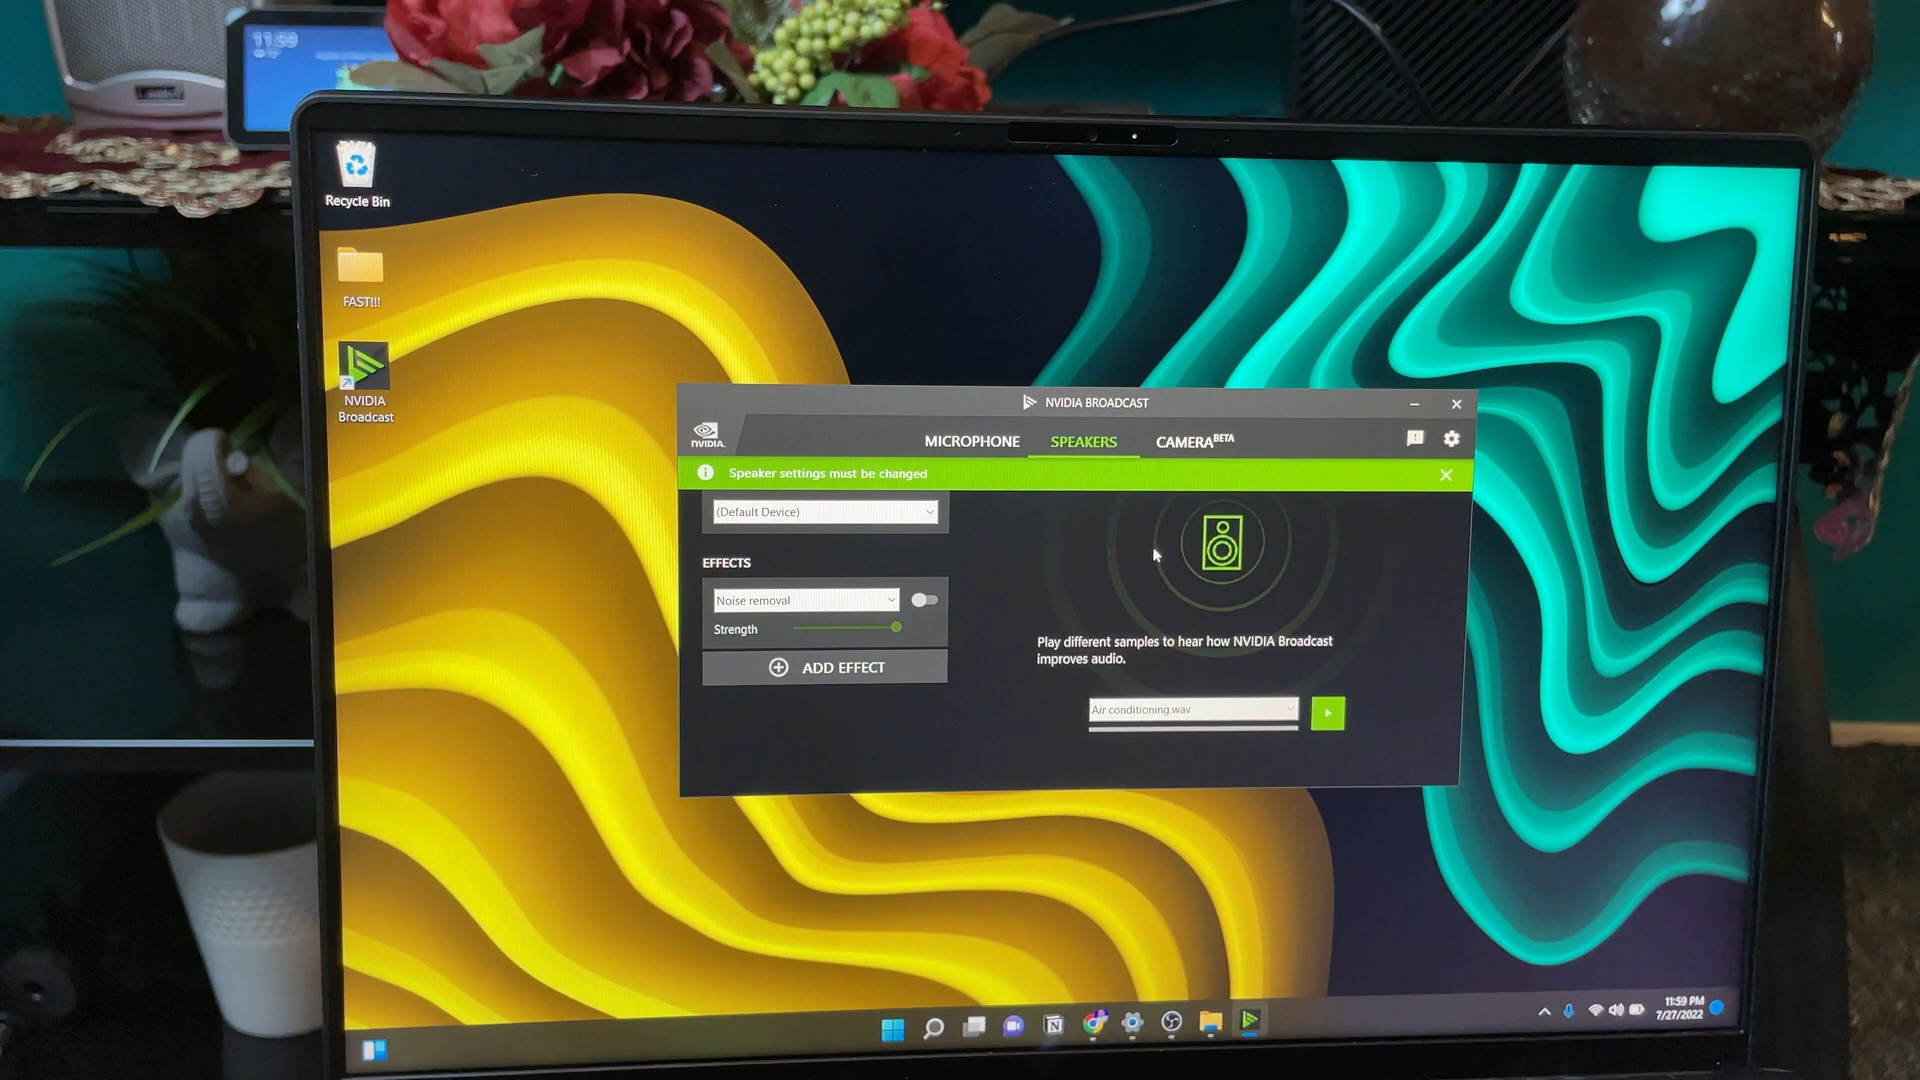 11:59
Recycle Bin
FAST!!!
NVIDIA
Broadcast
NVIDIA BROADCAST
NVIDIA.
MICROPHONE
SPEAKERS
CAMERA BETA
Speaker settings must be changed
(Default Device)
EFFECTS
Noise removal
Strength
ADD EFFECT
Play different samples to hear how NVIDIA Broadcast
improves audio.
Air conditioning.wav
11:59 PM
7/27/2022